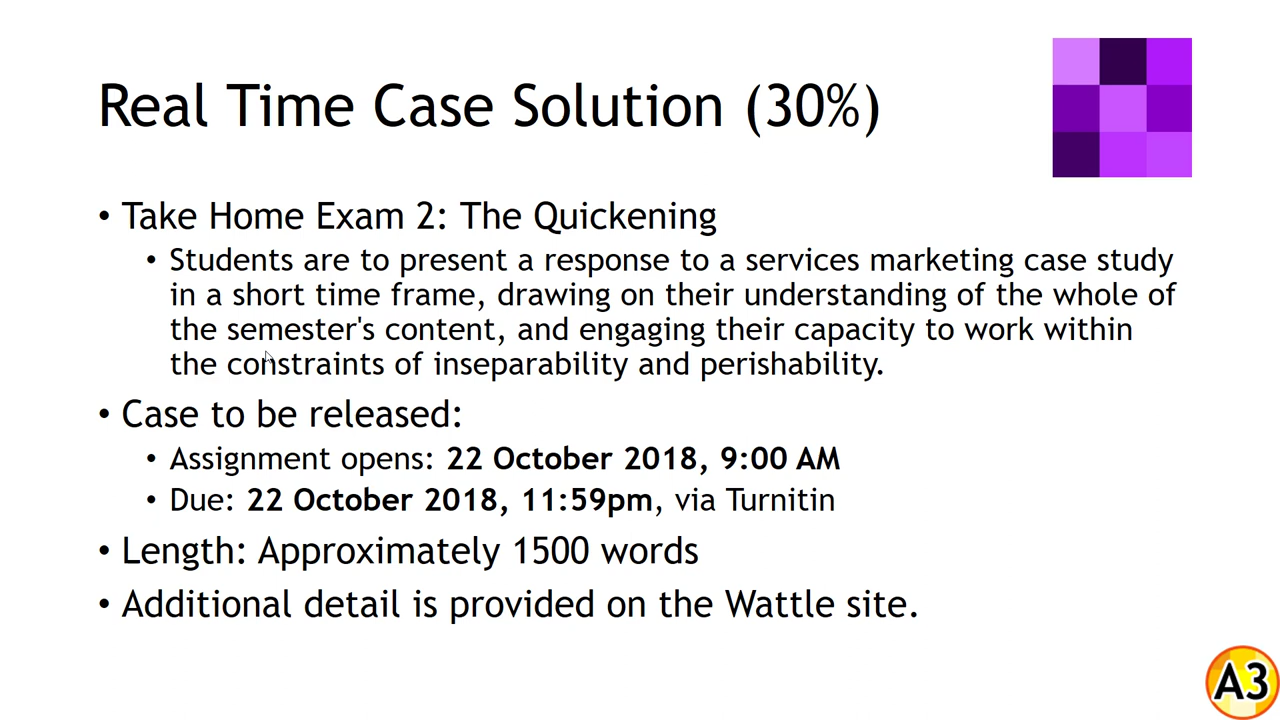 Real Time Case Solution (30%)
• Take Home Exam 2: The Quickening
• Students are to present a response to a services marketing case study
in a short time frame, drawing on their understanding of the whole of
the semester's content, and engaging their capacity to work within
the constraints of inseparability and perishability.
• Case to be released:
• Assignment opens: 22 October 2018, 9:00 AM
• Due: 22 October 2018, 11:59pm, via Turnitin
• Length: Approximately 1500 words
• Additional detail is provided on the Wattle site.
A3